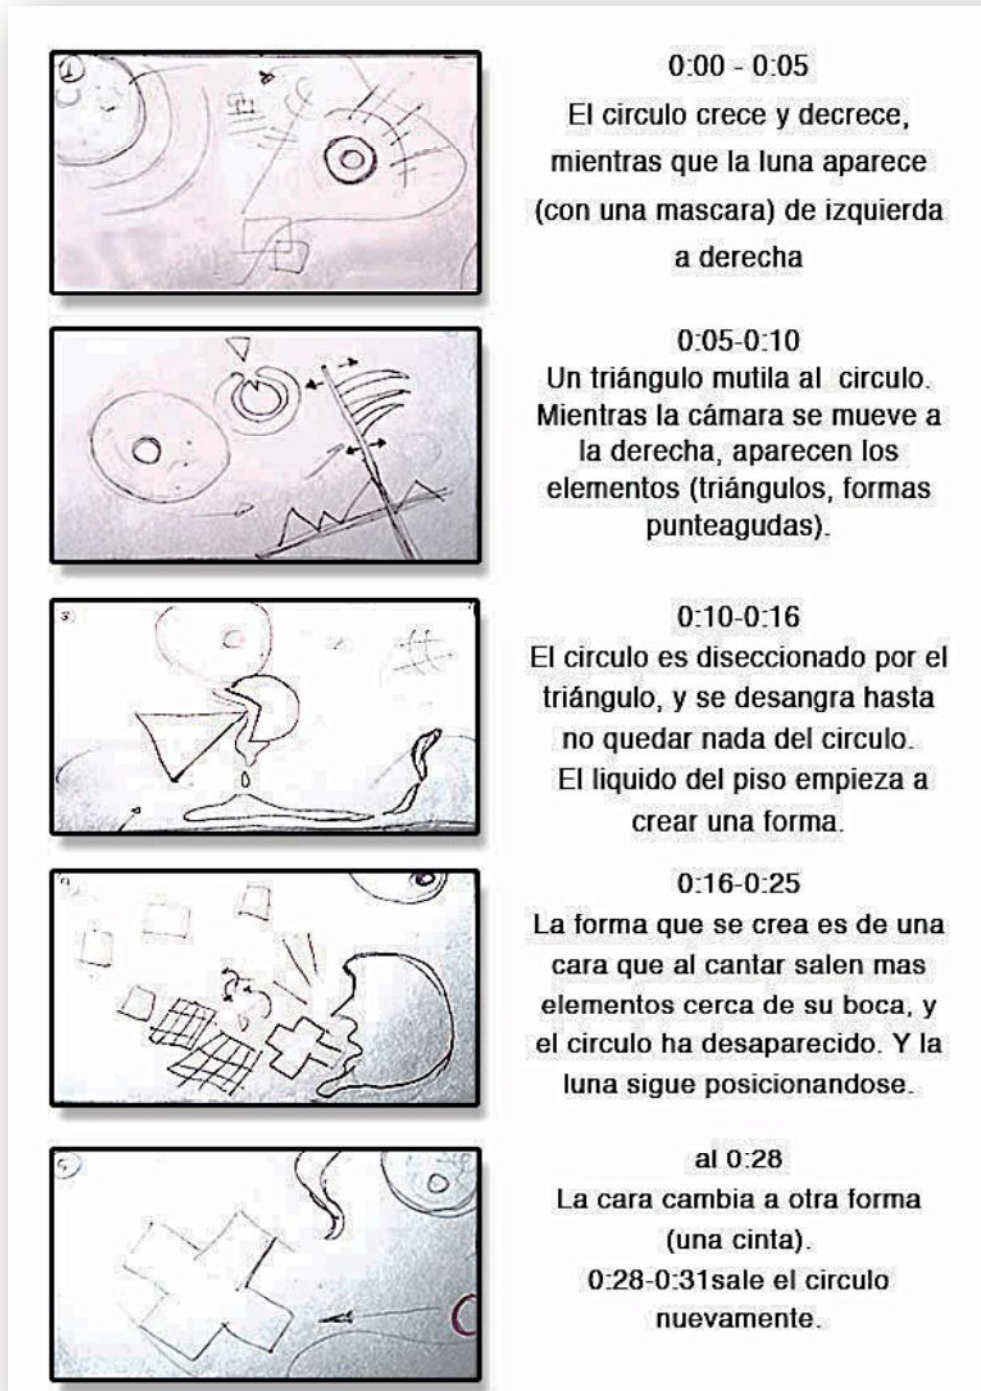 0:00 - 0:05
El circulo crece y decrece,
mientras que la luna aparece
(con una mascara) de izquierda
a derecha
0:05-0:10
Un triángulo mutila al circulo.
Mientras la cámara se mueve a
la derecha, aparecen los
elementos (triángulos, formas
punteagudas).
0:10-0:16
El circulo es diseccionado por el
triángulo, y se desangra hasta
no quedar nada del circulo.
El liquido del piso empieza a
crear una forma.
0:16-0:25
La forma que se crea es de una
cara que al cantar salen mas
elementos cerca de su boca, y
el circulo ha desaparecido. Y la
luna sigue posicionandose.
al 0:28
La cara cambia a otra forma
(una cinta).
0:28-0:31sale el circulo
nuevamente.